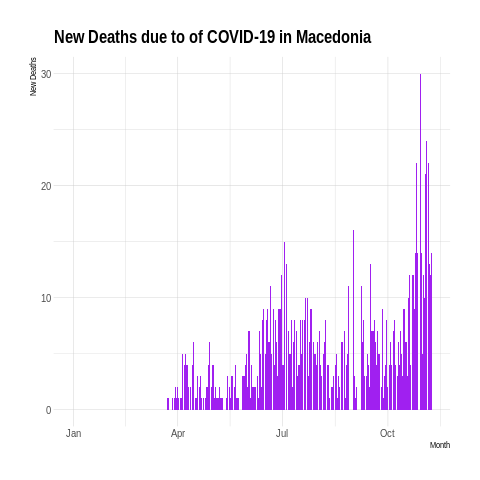 New Deaths due to of COVID-19 in Macedonia
New Deaths
30
20
10
0
Jan Apr Jul Oct
Month